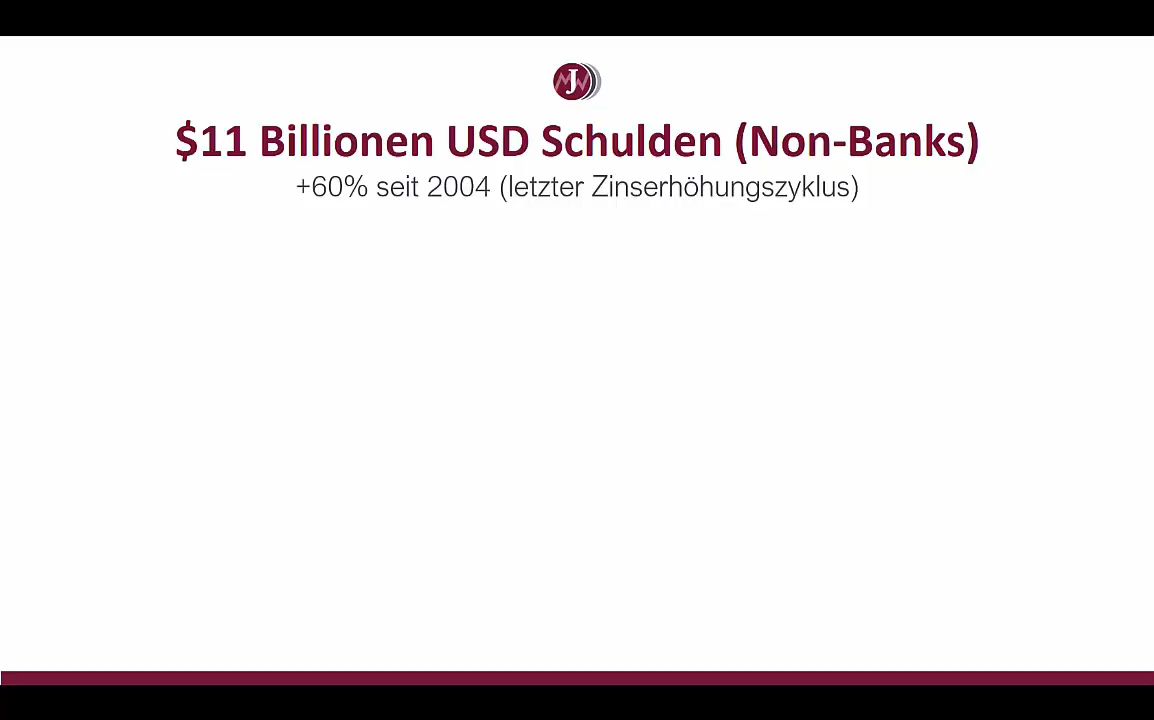 J
$11 Billionen USD Schulden (Non-Banks)
+60% seit 2004 (letzter Zinserhöhungszyklus)